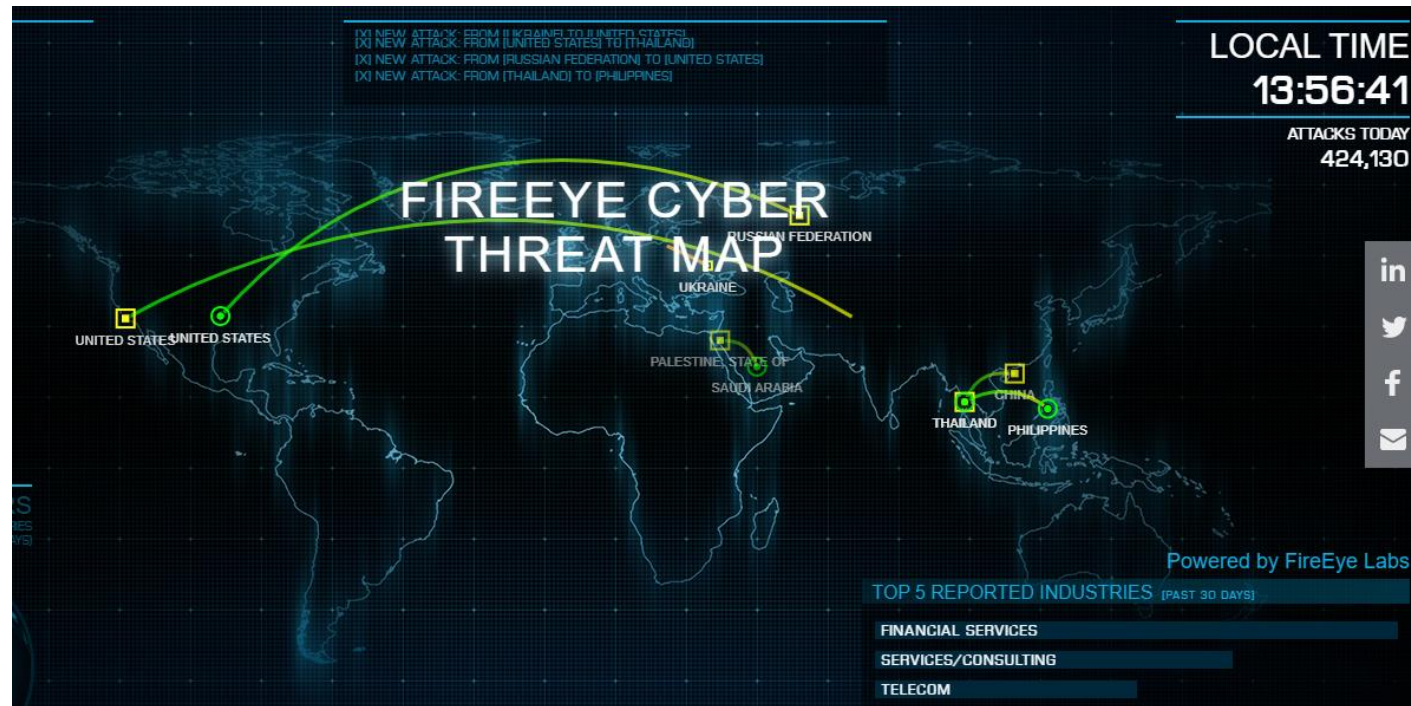 [X] NEW ATTACK: FROM [UKRAINE] TO [UNITED STATES]
[X] NEW ATTACK: FROM [UNITED STATES] TO [THAILAND]
[X] NEW ATTACK: FROM [RUSSIAN FEDERATION] TO [UNITED STATES]
[X] NEW ATTACK: FROM [THAILAND] TO [PHILIPPINES]
LOCAL TIME
13:56:41
ATTACKS TODAY
424,130
FIREEYE CYBER
THREAT MAP
RUSSIAN FEDERATION
UKRAINE
UNITED STATES
UNITED STATES
PALESTINE, STATE OF
SAUDI ARABIA
CHINA
THAILAND
PHILIPPINES
in
f
Powered by FireEye Labs
TOP 5 REPORTED INDUSTRIES [PAST 30 DAYS]
FINANCIAL SERVICES
SERVICES/CONSULTING
TELECOM